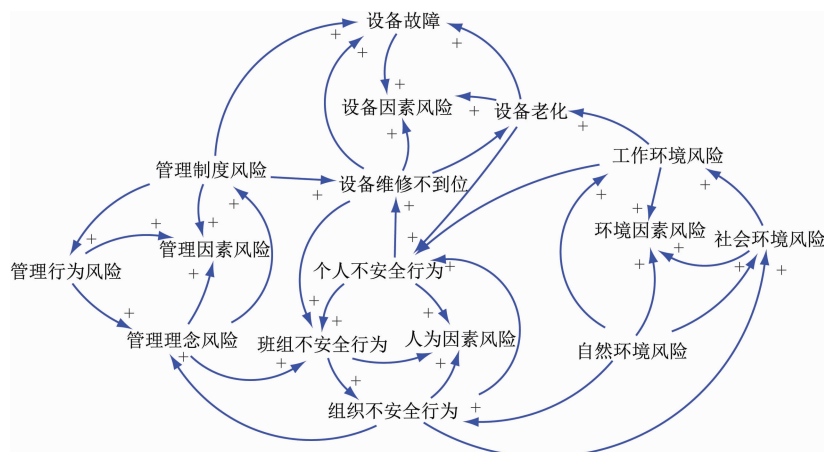 设备故障
设备因素风险
设备老化
管理制度风险
设备维修不到位
工作环境风险
管理因素风险
环境因素风险
社会环境风险
管理行为风险
个人不安全行为
管理理念风险
班组不安全行为
人为因素风险
自然环境风险
组织不安全行为